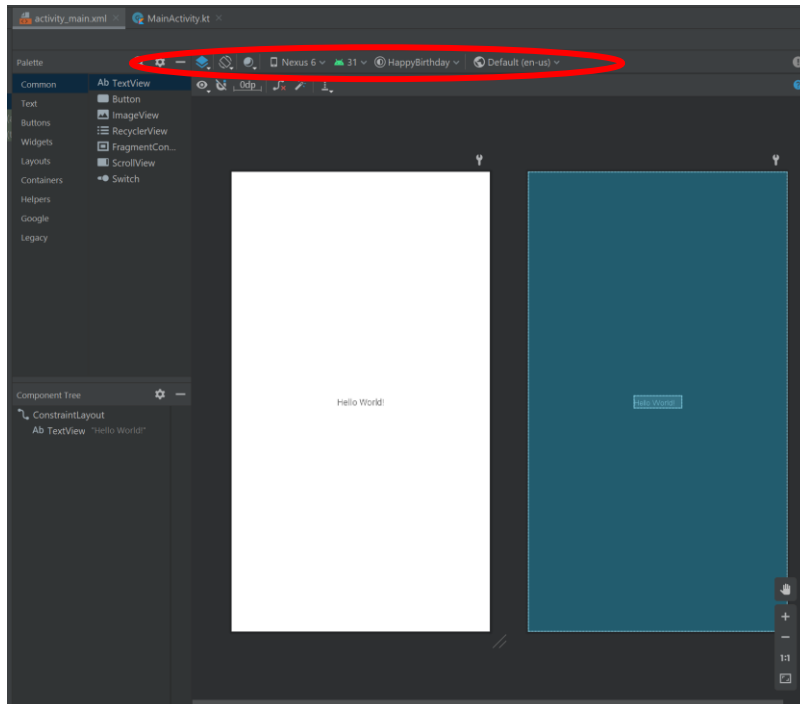 activity_main.xml MainActivity.kt
Palette
Nexus 6 31 HappyBirthday Default (en-us)
Common
Text
Buttons
Widgets
Layouts
Containers
Helpers
Google
Legacy
Ab TextView
Button
ImageView
RecyclerView
FragmentCon...
ScrollView
Switch
0dp
Hello World!
Hello World!
Component Tree
ConstraintLayout
Ab TextView "Hello World!"
1:1